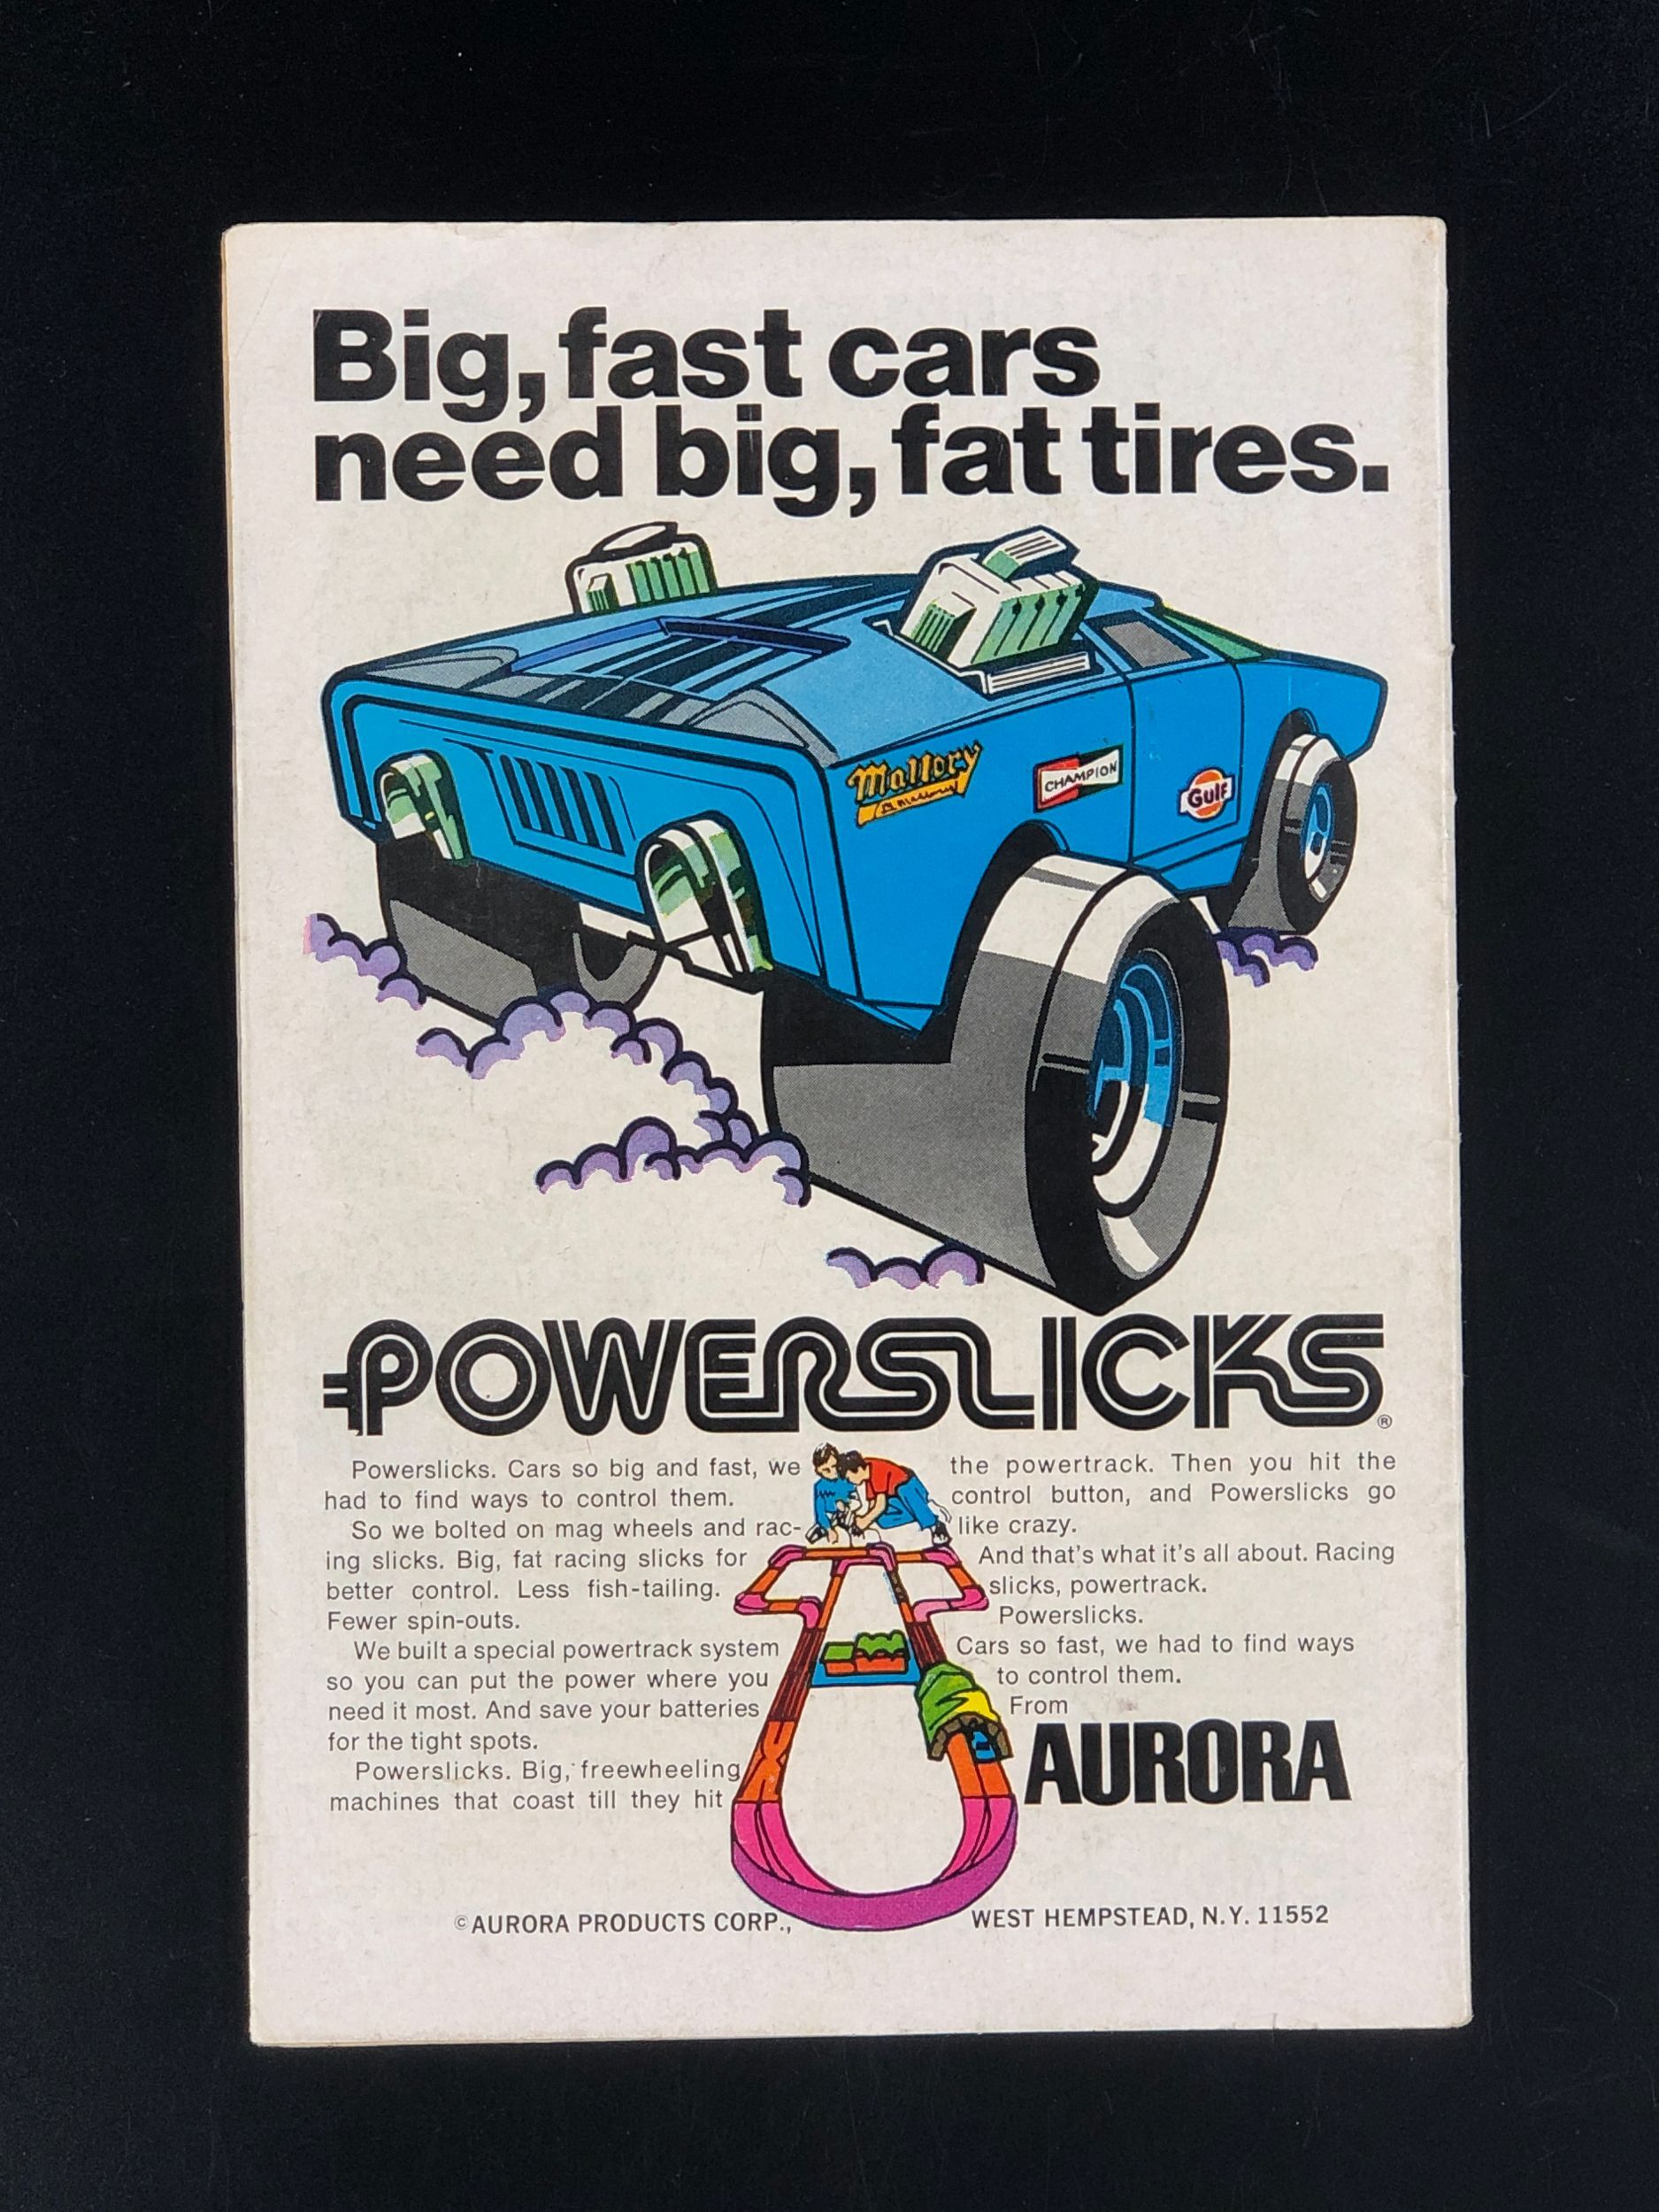 Big, fast cars
need big, fat tires.
Mallory
CHAMPION
Gulf
POWERSLICKS®
Powerslicks. Cars so big and fast, we
had to find ways to control them.
So we bolted on mag wheels and rac-
ing slicks. Big, fat racing slicks for
better control. Less fish-tailing.
Fewer spin-outs.
We built a special powertrack system
so you can put the power where you
need it most. And save your batteries
for the tight spots.
Powerslicks. Big, freewheeling
machines that coast till they hit
the powertrack. Then you hit the
control button, and Powerslicks go
like crazy.
And that's what it's all about. Racing
slicks, powertrack.
Powerslicks.
Cars so fast, we had to find ways
to control them.
From
AURORA
©AURORA PRODUCTS CORP., WEST HEMPSTEAD, N.Y. 11552